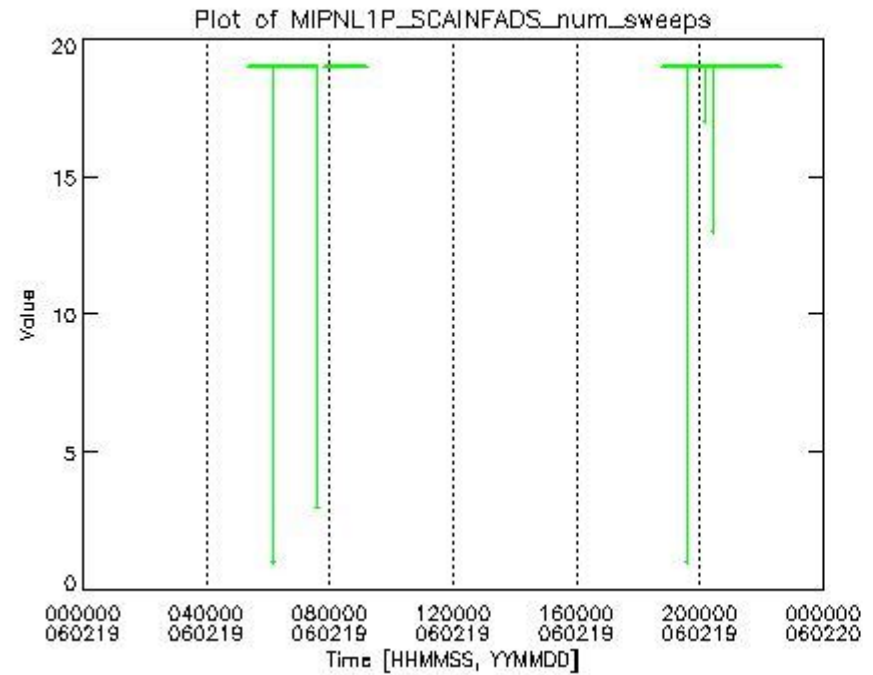 Plot of MIPNL1P_SCAINFADS_num_sweeps
20
15
10
5
0
Value
000000 040000 080000 120000 160000 200000 000000
060219 060219 060219 060219 060219 060219 060220
Time [HHMMSS, YYMMDD]